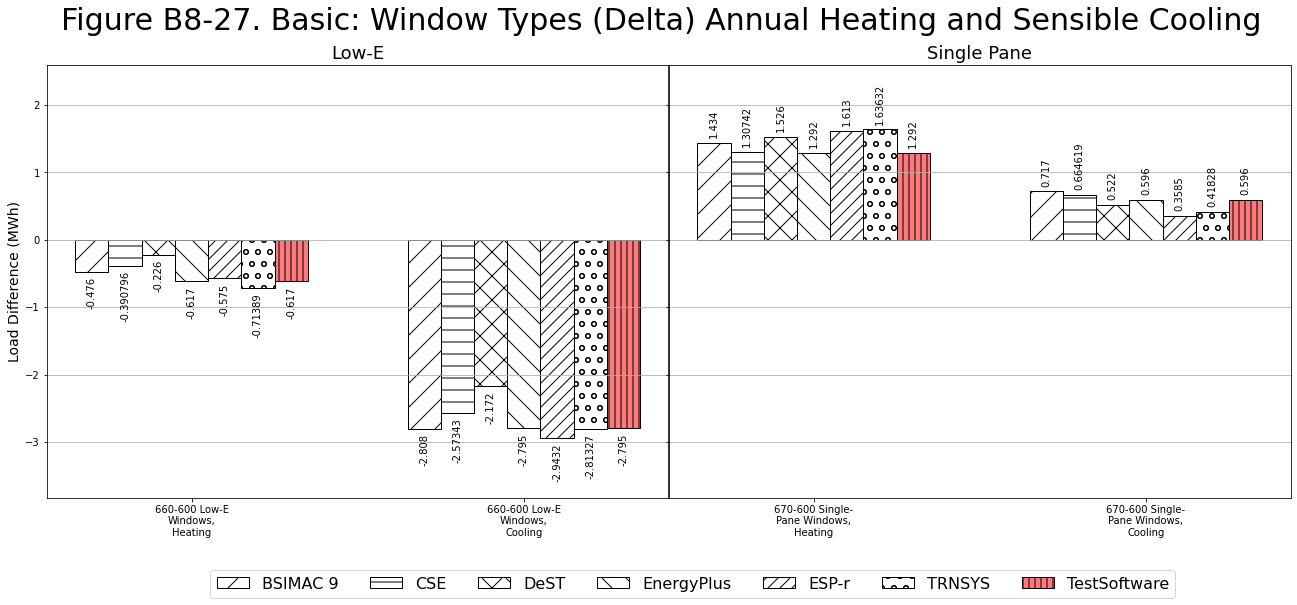 Figure B8-27. Basic: Window Types (Delta) Annual Heating and Sensible Cooling
Low-E
Single Pane
Load Difference (MWh)
2
1
0
−1
−2
−3
-0.476
-0.390796
-0.226
-0.617
-0.575
-0.71389
-0.617
-2.808
-2.57343
-2.172
-2.795
-2.9432
-2.81327
-2.795
1.434
1.30742
1.526
1.292
1.613
1.63632
1.292
0.717
0.664619
0.522
0.596
0.3585
0.41828
0.596
660-600 Low-E
Windows,
Heating
660-600 Low-E
Windows,
Cooling
670-600 Single-
Pane Windows,
Heating
670-600 Single-
Pane Windows,
Cooling
BSIMAC 9
CSE
DeST
EnergyPlus
ESP-r
TRNSYS
TestSoftware